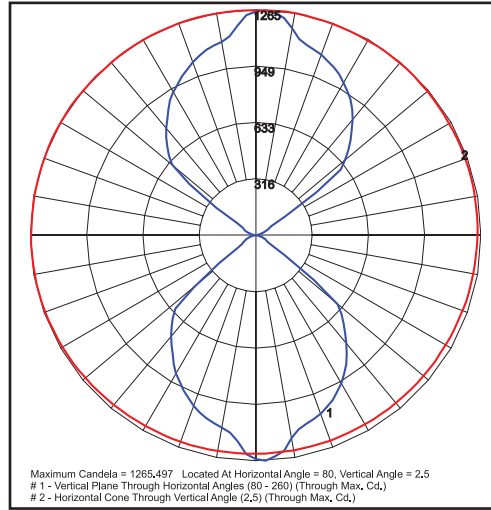 1265
949
633
316
2
1
Maximum Candela = 1265.497 Located At Horizontal Angle = 80, Vertical Angle = 2.5
# 1 - Vertical Plane Through Horizontal Angles (80 - 260) (Through Max. Cd.)
# 2 - Horizontal Cone Through Vertical Angle (2.5) (Through Max. Cd.)